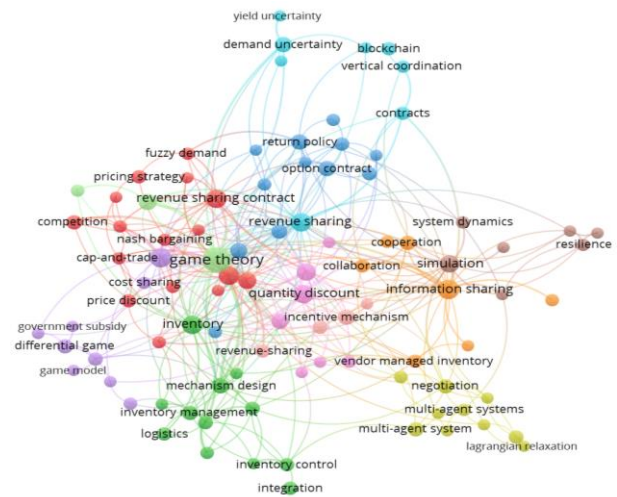 yield uncertainty
demand uncertainty
blockchain
vertical coordination
contracts
return policy
fuzzy demand
option contract
pricing strategy
revenue sharing contract
competition
revenue sharing
system dynamics
nash bargaining
cooperation
resilience
cap-and-trade
game theory
collaboration
simulation
cost sharing
information sharing
quantity discount
price discount
incentive mechanism
government subsidy
inventory
differential game
revenue-sharing
vendor managed inventory
game model
mechanism design
negotiation
inventory management
multi-agent systems
logistics
multi-agent system
lagrangian relaxation
inventory control
integration